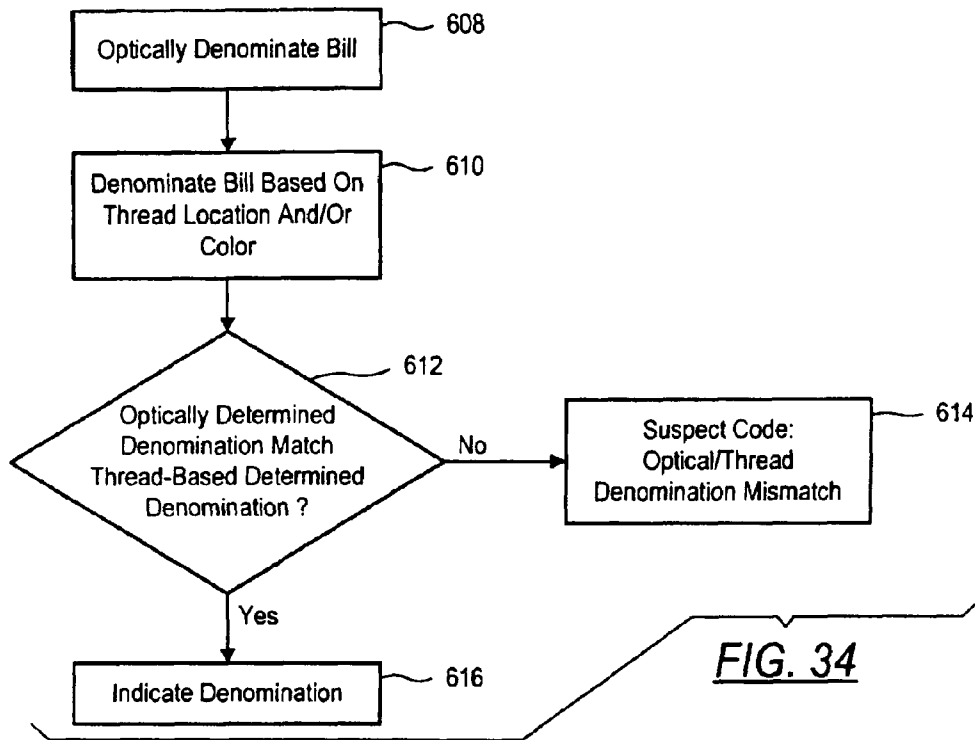 Optically Denominate Bill
608
Denominate Bill Based On
Thread Location And/Or
Color
610
Optically Determined
Denomination Match
Thread-Based Determined
Denomination ?
612
No
Suspect Code:
Optical/Thread
Denomination Mismatch
614
Yes
Indicate Denomination
616
FIG. 34